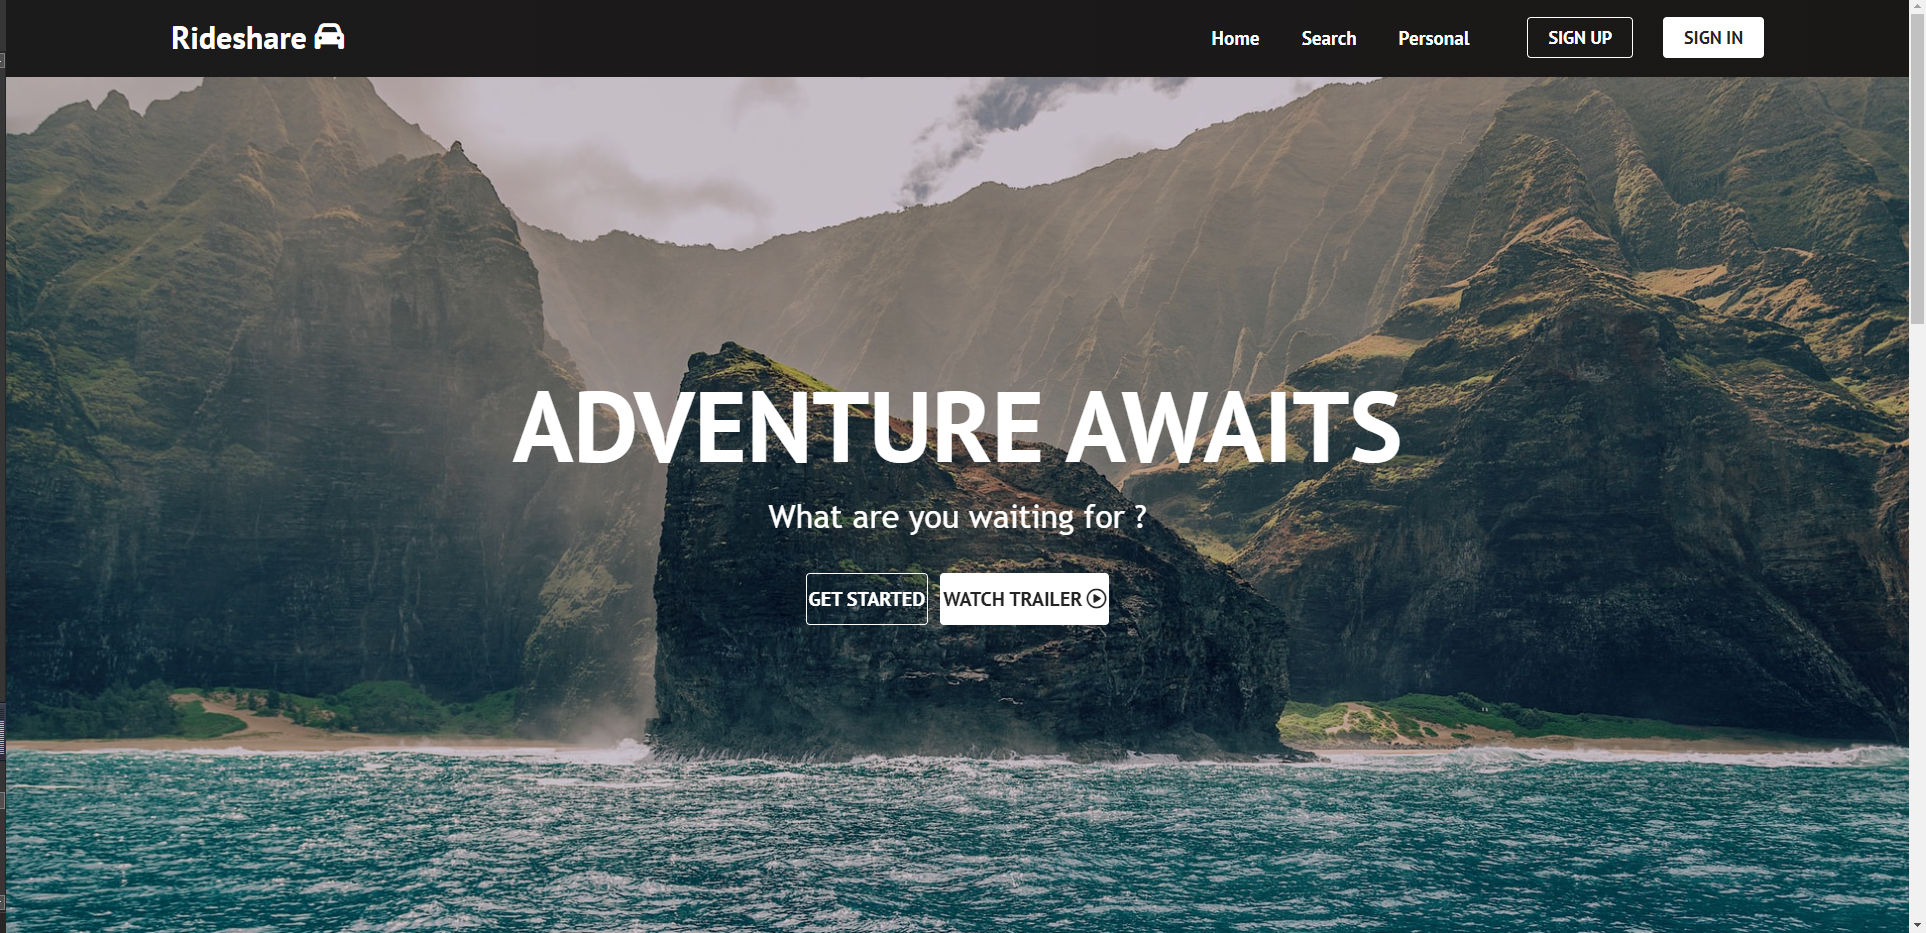 Rideshare
Home Search Personal SIGN UP SIGN IN
ADVENTURE AWAITS
What are you waiting for ?
GET STARTED WATCH TRAILER